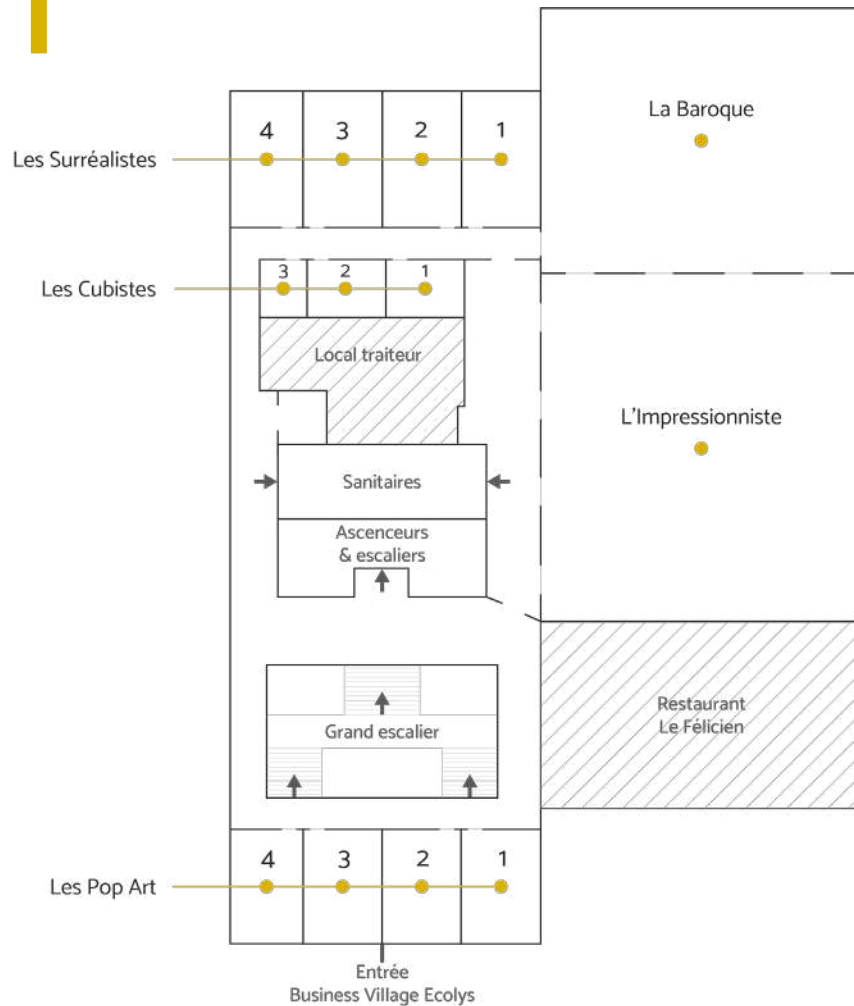 La Baroque
4 3 2 1
Les Surréalistes
3 2 1
Les Cubistes
Local traiteur
L'Impressionniste
Sanitaires
Ascenceurs
& escaliers
Restaurant
Le Félicien
Grand escalier
4 3 2 1
Les Pop Art
Entrée
Business Village Ecolys